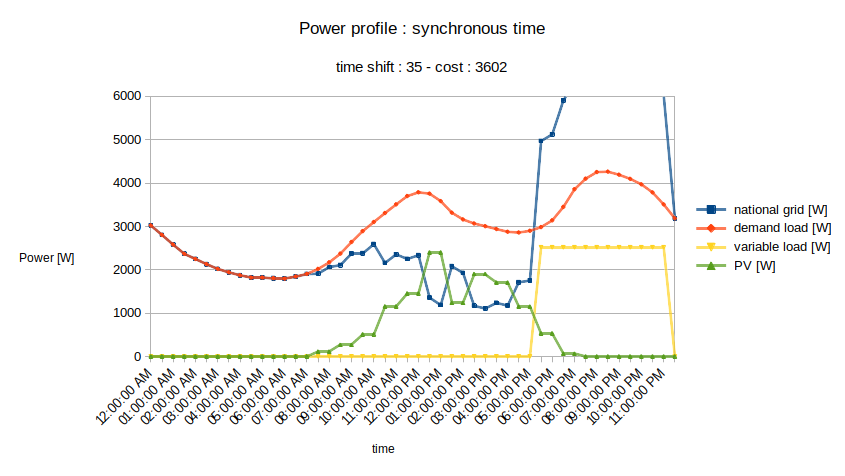 Power profile : synchronous time
time shift : 35 - cost : 3602
6000
5000
4000
3000
2000
1000
0
Power [W]
12:00:00 AM
01:00:00 AM
02:00:00 AM
03:00:00 AM
04:00:00 AM
05:00:00 AM
06:00:00 AM
07:00:00 AM
08:00:00 AM
09:00:00 AM
10:00:00 AM
11:00:00 AM
12:00:00 PM
01:00:00 PM
02:00:00 PM
03:00:00 PM
04:00:00 PM
05:00:00 PM
06:00:00 PM
07:00:00 PM
08:00:00 PM
09:00:00 PM
10:00:00 PM
11:00:00 PM
time
national grid [W]
demand load [W]
variable load [W]
PV [W]